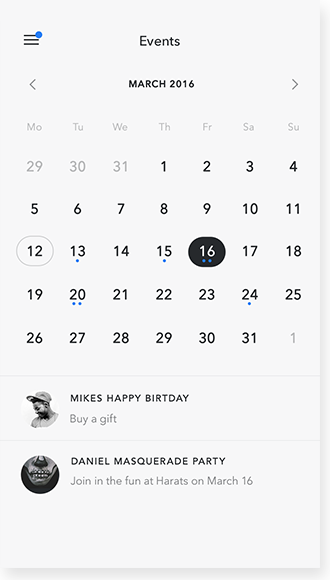 Events
MARCH 2016
Mo Tu We Th Fr Sa Su
29 30 31 1 2 3 4
5 6 7 8 9 10 11
12 13 14 15 16 17 18
19 20 21 22 23 24 25
26 27 28 29 30 31 1
MIKES HAPPY BIRTDAY
Buy a gift
DANIEL MASQUERADE PARTY
Join in the fun at Harats on March 16